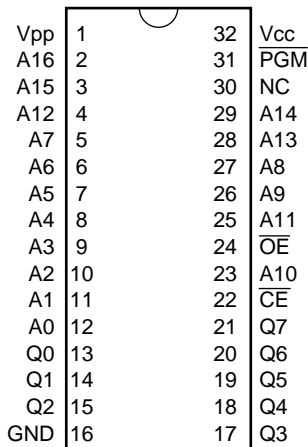 Vpp 1 32 Vcc
A16 2 31 PGM
A15 3 30 NC
A12 4 29 A14
A7 5 28 A13
A6 6 27 A8
A5 7 26 A9
A4 8 25 A11
A3 9 24 OE
A2 10 23 A10
A1 11 22 CE
A0 12 21 Q7
Q0 13 20 Q6
Q1 14 19 Q5
Q2 15 18 Q4
GND 16 17 Q3